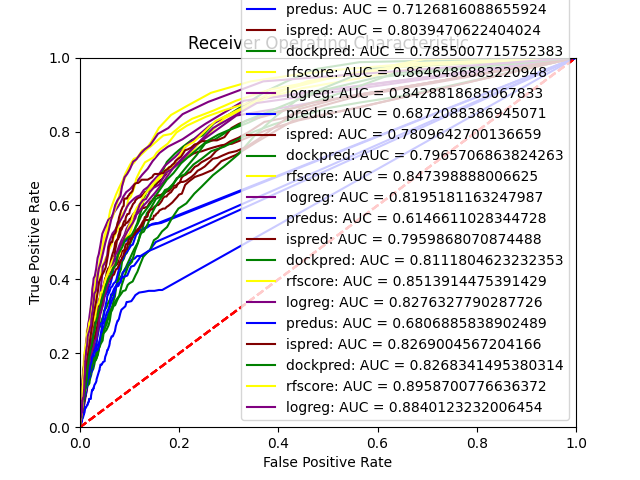 predus: AUC = 0.7126816088655924
ispred: AUC = 0.8039470622404024
Receiver Operating Characteristic
dockpred: AUC = 0.7855007715752383
rfscore: AUC = 0.8646486883220948
logreg: AUC = 0.8428818685067833
predus: AUC = 0.6872088386945071
ispred: AUC = 0.7809642700136659
dockpred: AUC = 0.7965706863824263
rfscore: AUC = 0.847398888006625
logreg: AUC = 0.8195181163247987
predus: AUC = 0.6146611028344728
ispred: AUC = 0.7959868070874488
dockpred: AUC = 0.8111804623232353
rfscore: AUC = 0.8513914475391429
logreg: AUC = 0.8276327790287726
predus: AUC = 0.6806885838902489
ispred: AUC = 0.8269004567204166
dockpred: AUC = 0.8268341495380314
rfscore: AUC = 0.8958700776636372
logreg: AUC = 0.8840123232006454
True Positive Rate
1.0
0.8
0.6
0.4
0.2
0.0
0.0 0.2 0.4 0.6 0.8 1.0
False Positive Rate